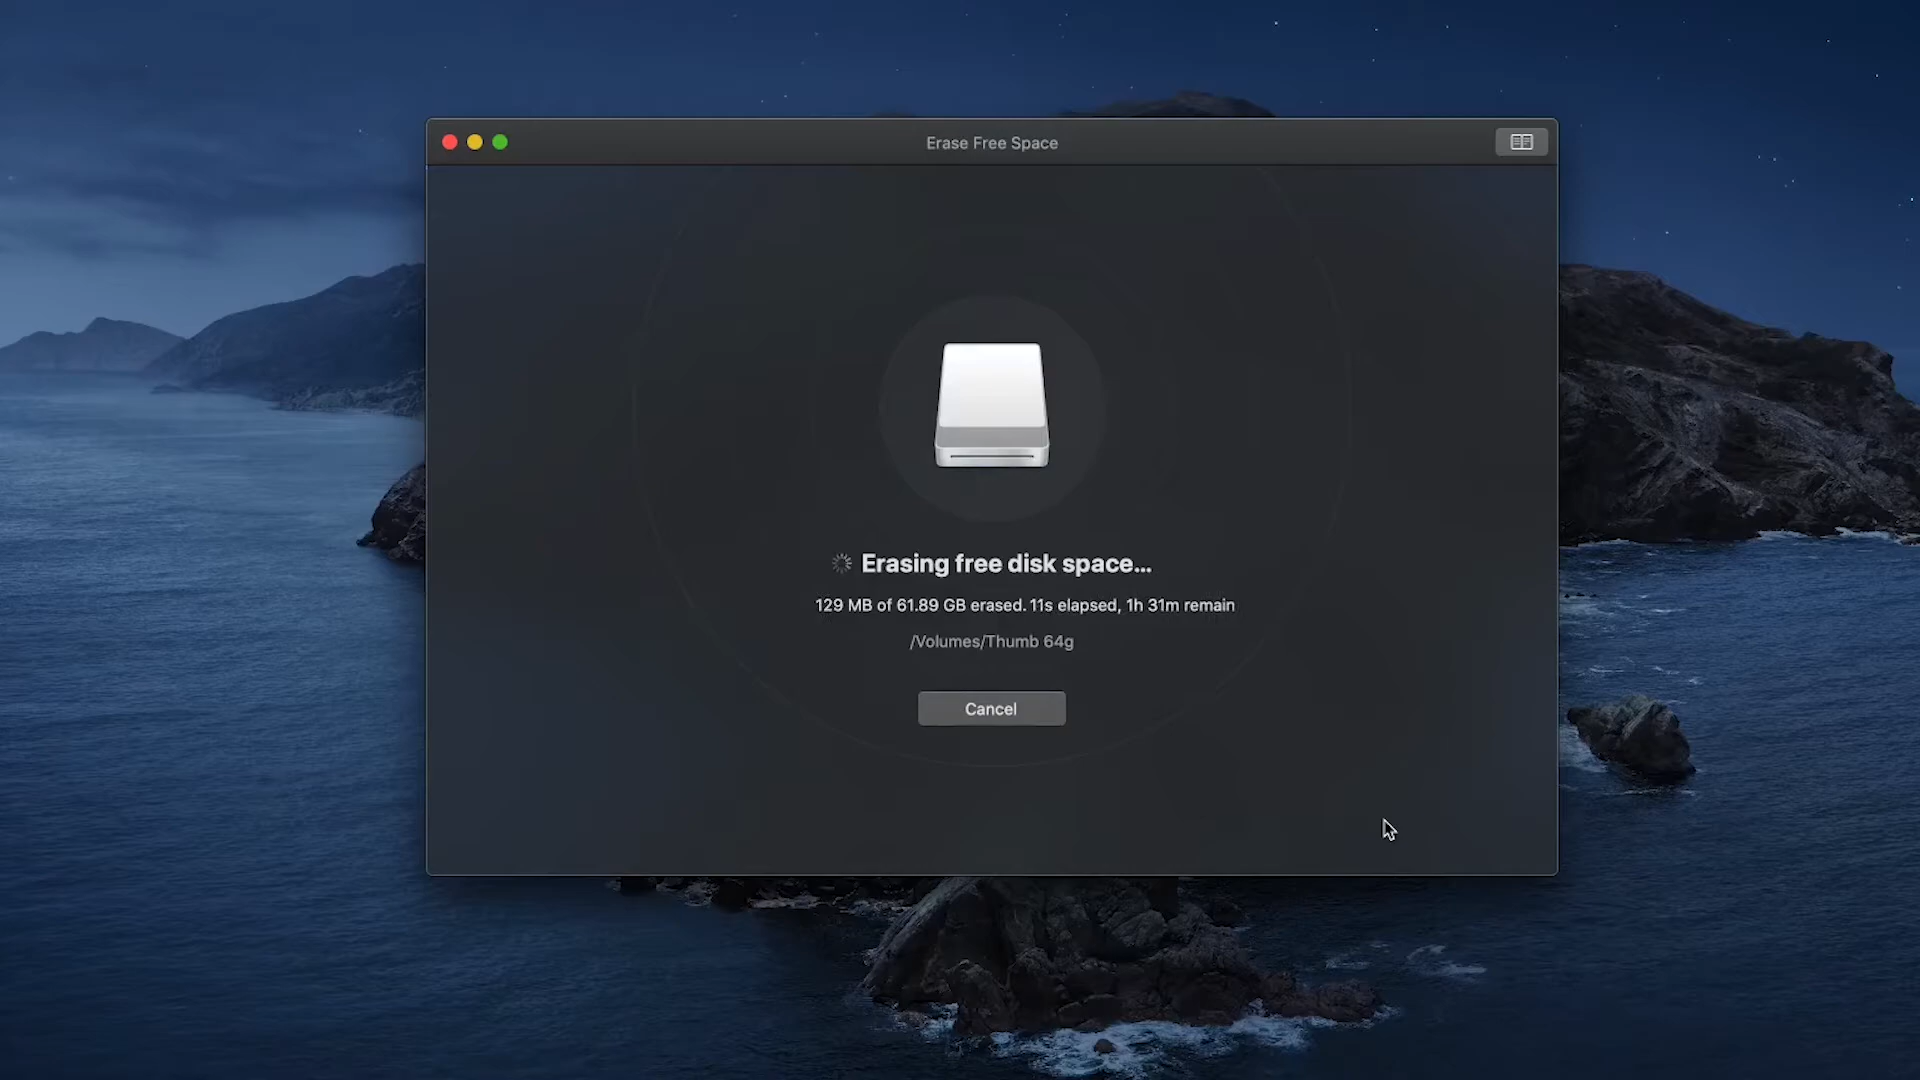 Erase Free Space
Erasing free disk space...
129 MB of 61.89 GB erased. 11s elapsed, 1h 31m remain
/Volumes/Thumb 64g
Cancel